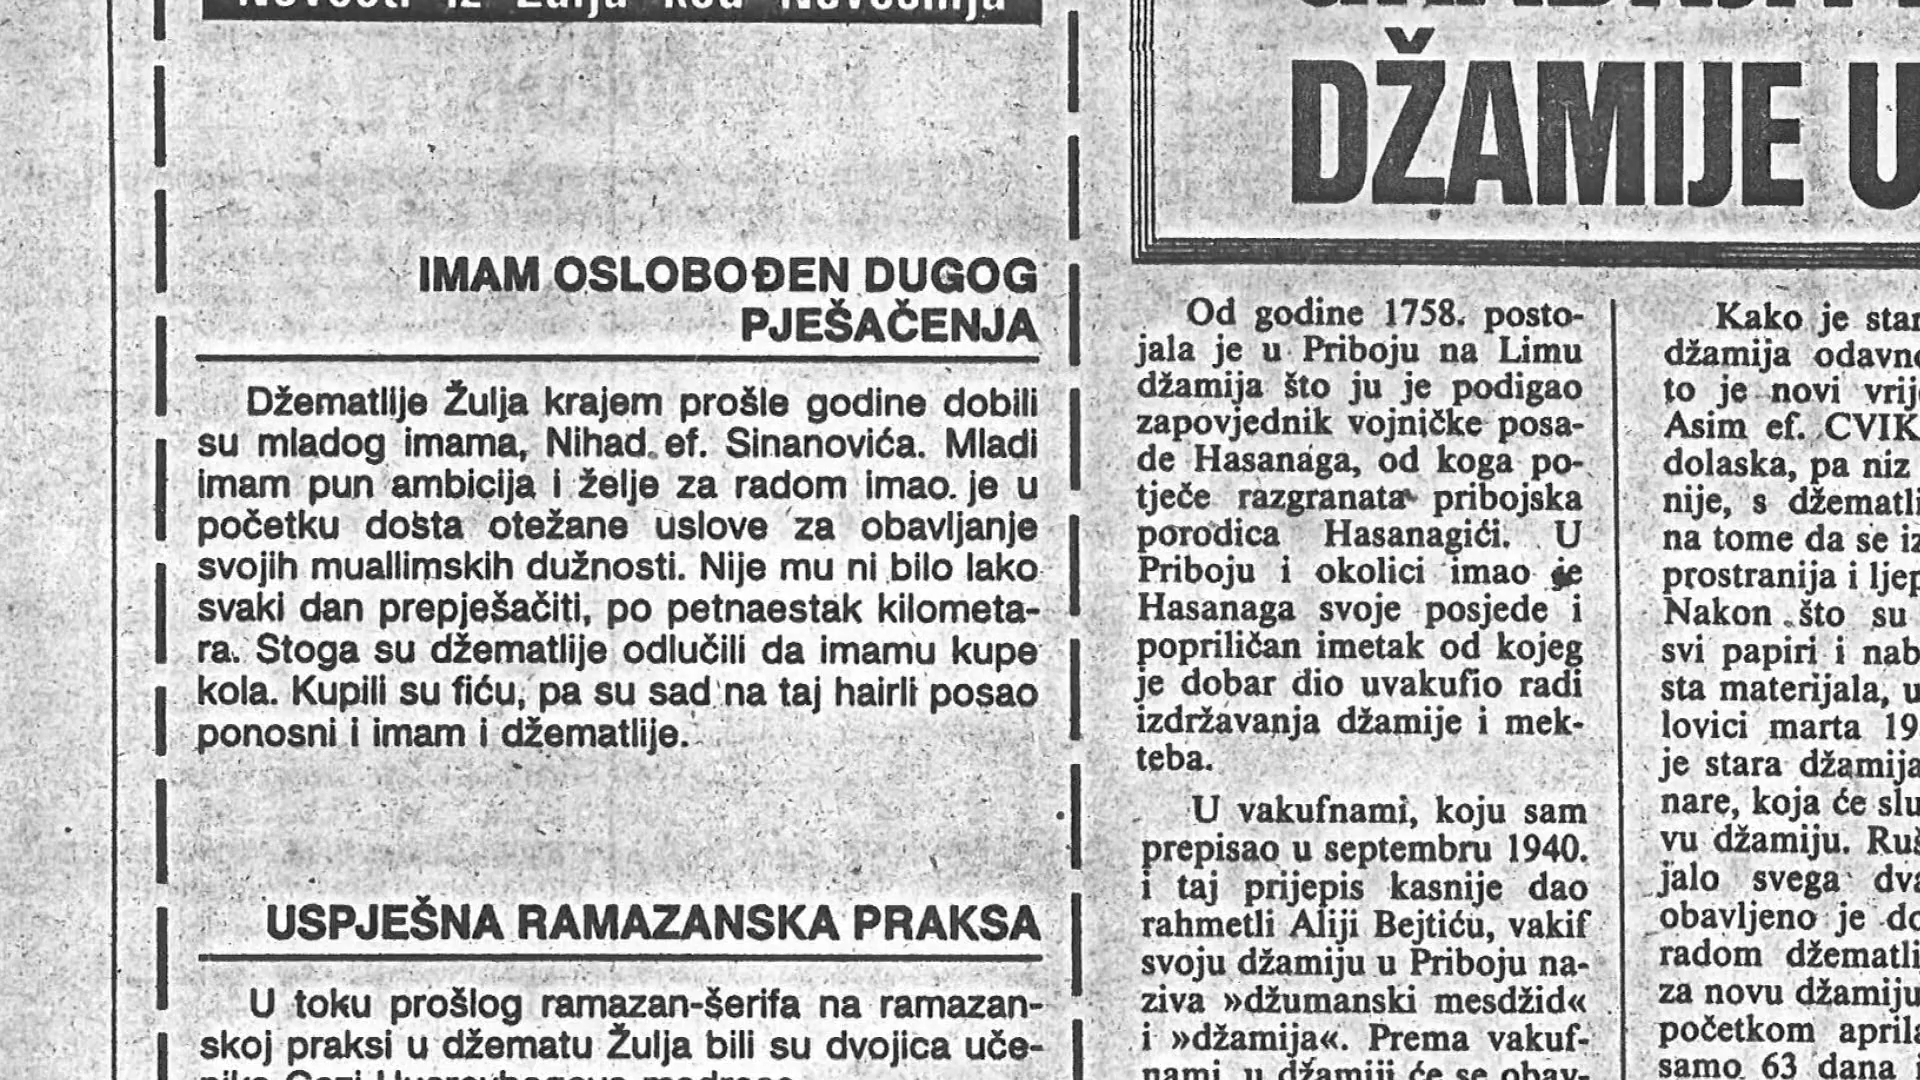 Novosti iz Žulja kod Nevesinja
IMAM OSLOBOĐEN DUGOG
PJEŠAČENJA
Džematlije Žulja krajem prošle godine dobili
su mladog imama, Nihad ef. Sinanovića. Mladi
imam pun ambicija i želje za radom imao je u
početku dosta otežane uslove za obavljanje
svojih muallimskih dužnosti. Nije mu ni bilo lako
svaki dan prepješačiti, po petnaestak kilometa-
ra. Stoga su džematlije odlučili da imamu kupe
kola. Kupili su fiću, pa su sad na taj hairli posao
ponosni i imam i džematlije.
USPJEŠNA RAMAZANSKA PRAKSA
U toku prošlog ramazan-šerifa na ramazan-
skoj praksi u džematu Žulja bili su dvojica uče-
DŽAMIJE U
Od godine 1758. posto-
jala je u Priboju na Limu
džamija što ju je podigao
zapovjednik vojničke posa-
de Hasanaga, od koga po-
tječe razgranata pribojska
porodica Hasanagići. U
Priboju i okolici imao je
Hasanaga svoje posjede i
popriličan imetak od kojeg
je dobar dio uvakufio radi
izdržavanja džamije i mek-
teba.
U vakufnami, koju sam
prepisao u septembru 1940.
i taj prijepis kasnije dao
rahmetli Aliji Bejtiću, vakif
svoju džamiju u Priboju na-
ziva »džumanski mesdžid«
i »džamija«. Prema vakuf-
nami, u džamiji će se obav-
Kako je star
džamija odavno
to je novi vrij
Asim ef. CVIK
dolaska, pa niz
nije, s džematli
na tome da se iz
prostranija i ljep
Nakon što su
svi papiri i nab
sta materijala, u
lovici marta 19
je stara džamija
nare, koja će slu
vu džamiju. Ruš
jalo svega dva
obavljeno je do
radom džematli
za novu džamiju
početkom aprila
samo 63 dana i